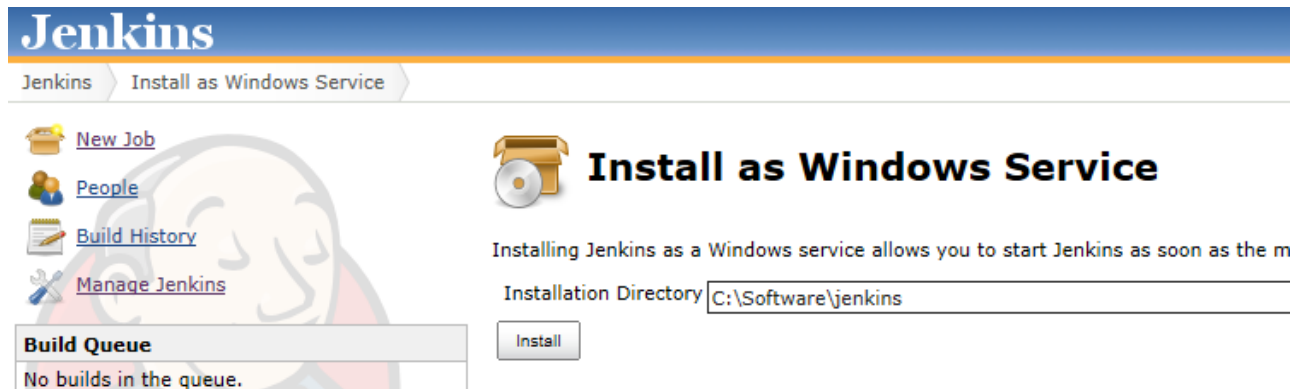 Jenkins
Jenkins Install as Windows Service
New Job
People
Build History
Manage Jenkins
Build Queue
No builds in the queue.
Install as Windows Service
Installing Jenkins as a Windows service allows you to start Jenkins as soon as the m
Installation Directory C:\Software\jenkins
Install